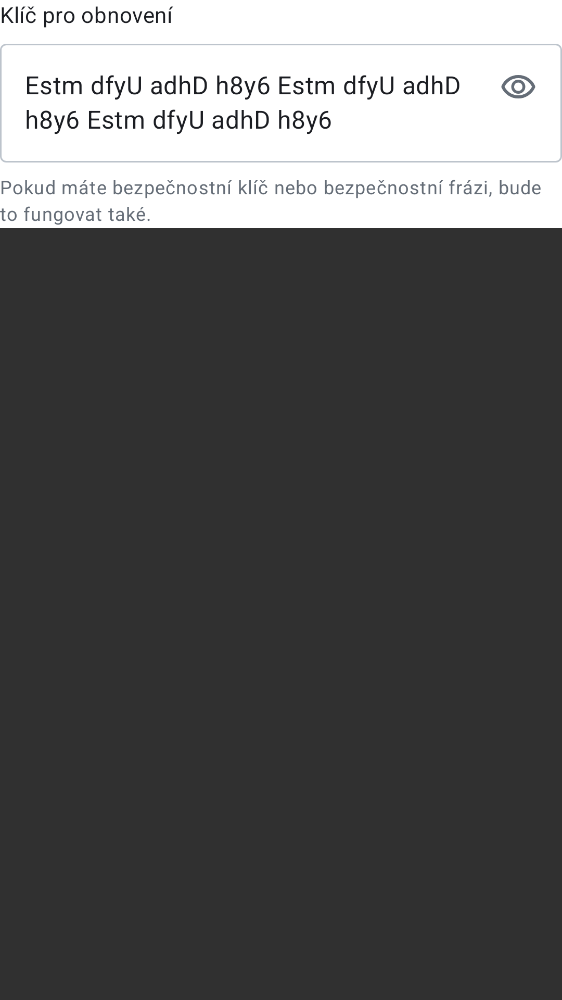 Klíč pro obnovení
Estm dfyU adhD h8y6 Estm dfyU adhD
h8y6 Estm dfyU adhD h8y6
Pokud máte bezpečnostní klíč nebo bezpečnostní frázi, bude
to fungovat také.